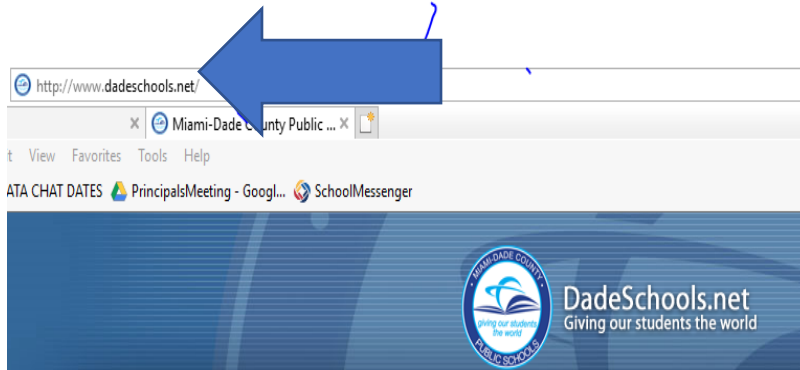 http://www.dadeschools.net/
Miami-Dade County Public ...
t View Favorites Tools Help
ATA CHAT DATES PrincipalsMeeting - Googl... SchoolMessenger
MIAMI-DADE COUNTY
giving our students
the world
PUBLIC SCHOOLS
DadeSchools.net
Giving our students the world